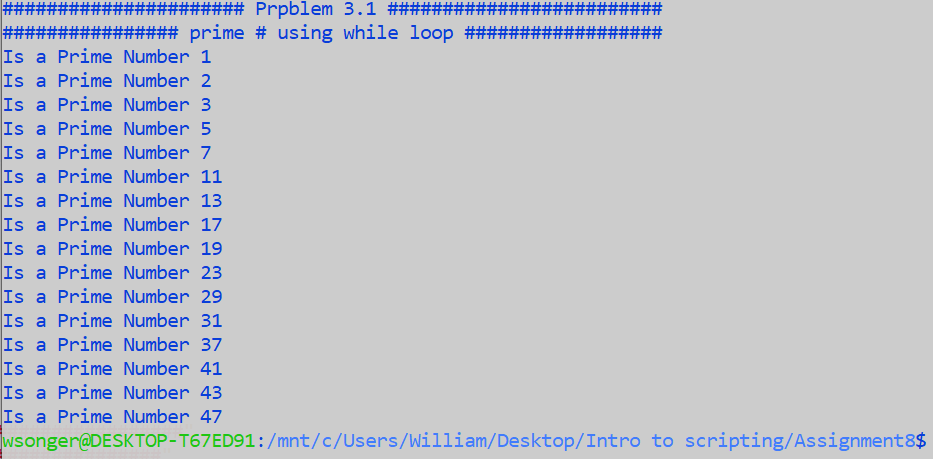 ###################### Prpblem 3.1 #########################
################ prime # using while loop ##################
Is a Prime Number 1
Is a Prime Number 2
Is a Prime Number 3
Is a Prime Number 5
Is a Prime Number 7
Is a Prime Number 11
Is a Prime Number 13
Is a Prime Number 17
Is a Prime Number 19
Is a Prime Number 23
Is a Prime Number 29
Is a Prime Number 31
Is a Prime Number 37
Is a Prime Number 41
Is a Prime Number 43
Is a Prime Number 47
wsonger@DESKTOP-T67ED91:/mnt/c/Users/William/Desktop/Intro to scripting/Assignment8$